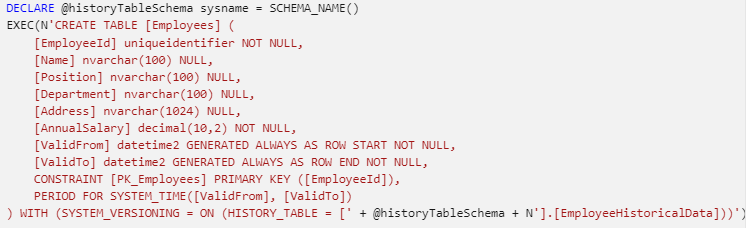 DECLARE @historyTableSchema sysname = SCHEMA_NAME()
EXEC(N'CREATE TABLE [Employees] (
    [EmployeeId] uniqueidentifier NOT NULL,
    [Name] nvarchar(100) NULL,
    [Position] nvarchar(100) NULL,
    [Department] nvarchar(100) NULL,
    [Address] nvarchar(1024) NULL,
    [AnnualSalary] decimal(10,2) NOT NULL,
    [ValidFrom] datetime2 GENERATED ALWAYS AS ROW START NOT NULL,
    [ValidTo] datetime2 GENERATED ALWAYS AS ROW END NOT NULL,
    CONSTRAINT [PK_Employees] PRIMARY KEY ([EmployeeId]),
    PERIOD FOR SYSTEM_TIME([ValidFrom], [ValidTo])
) WITH (SYSTEM_VERSIONING = ON (HISTORY_TABLE = [' + @historyTableSchema + N'].[EmployeeHistoricalData]))')